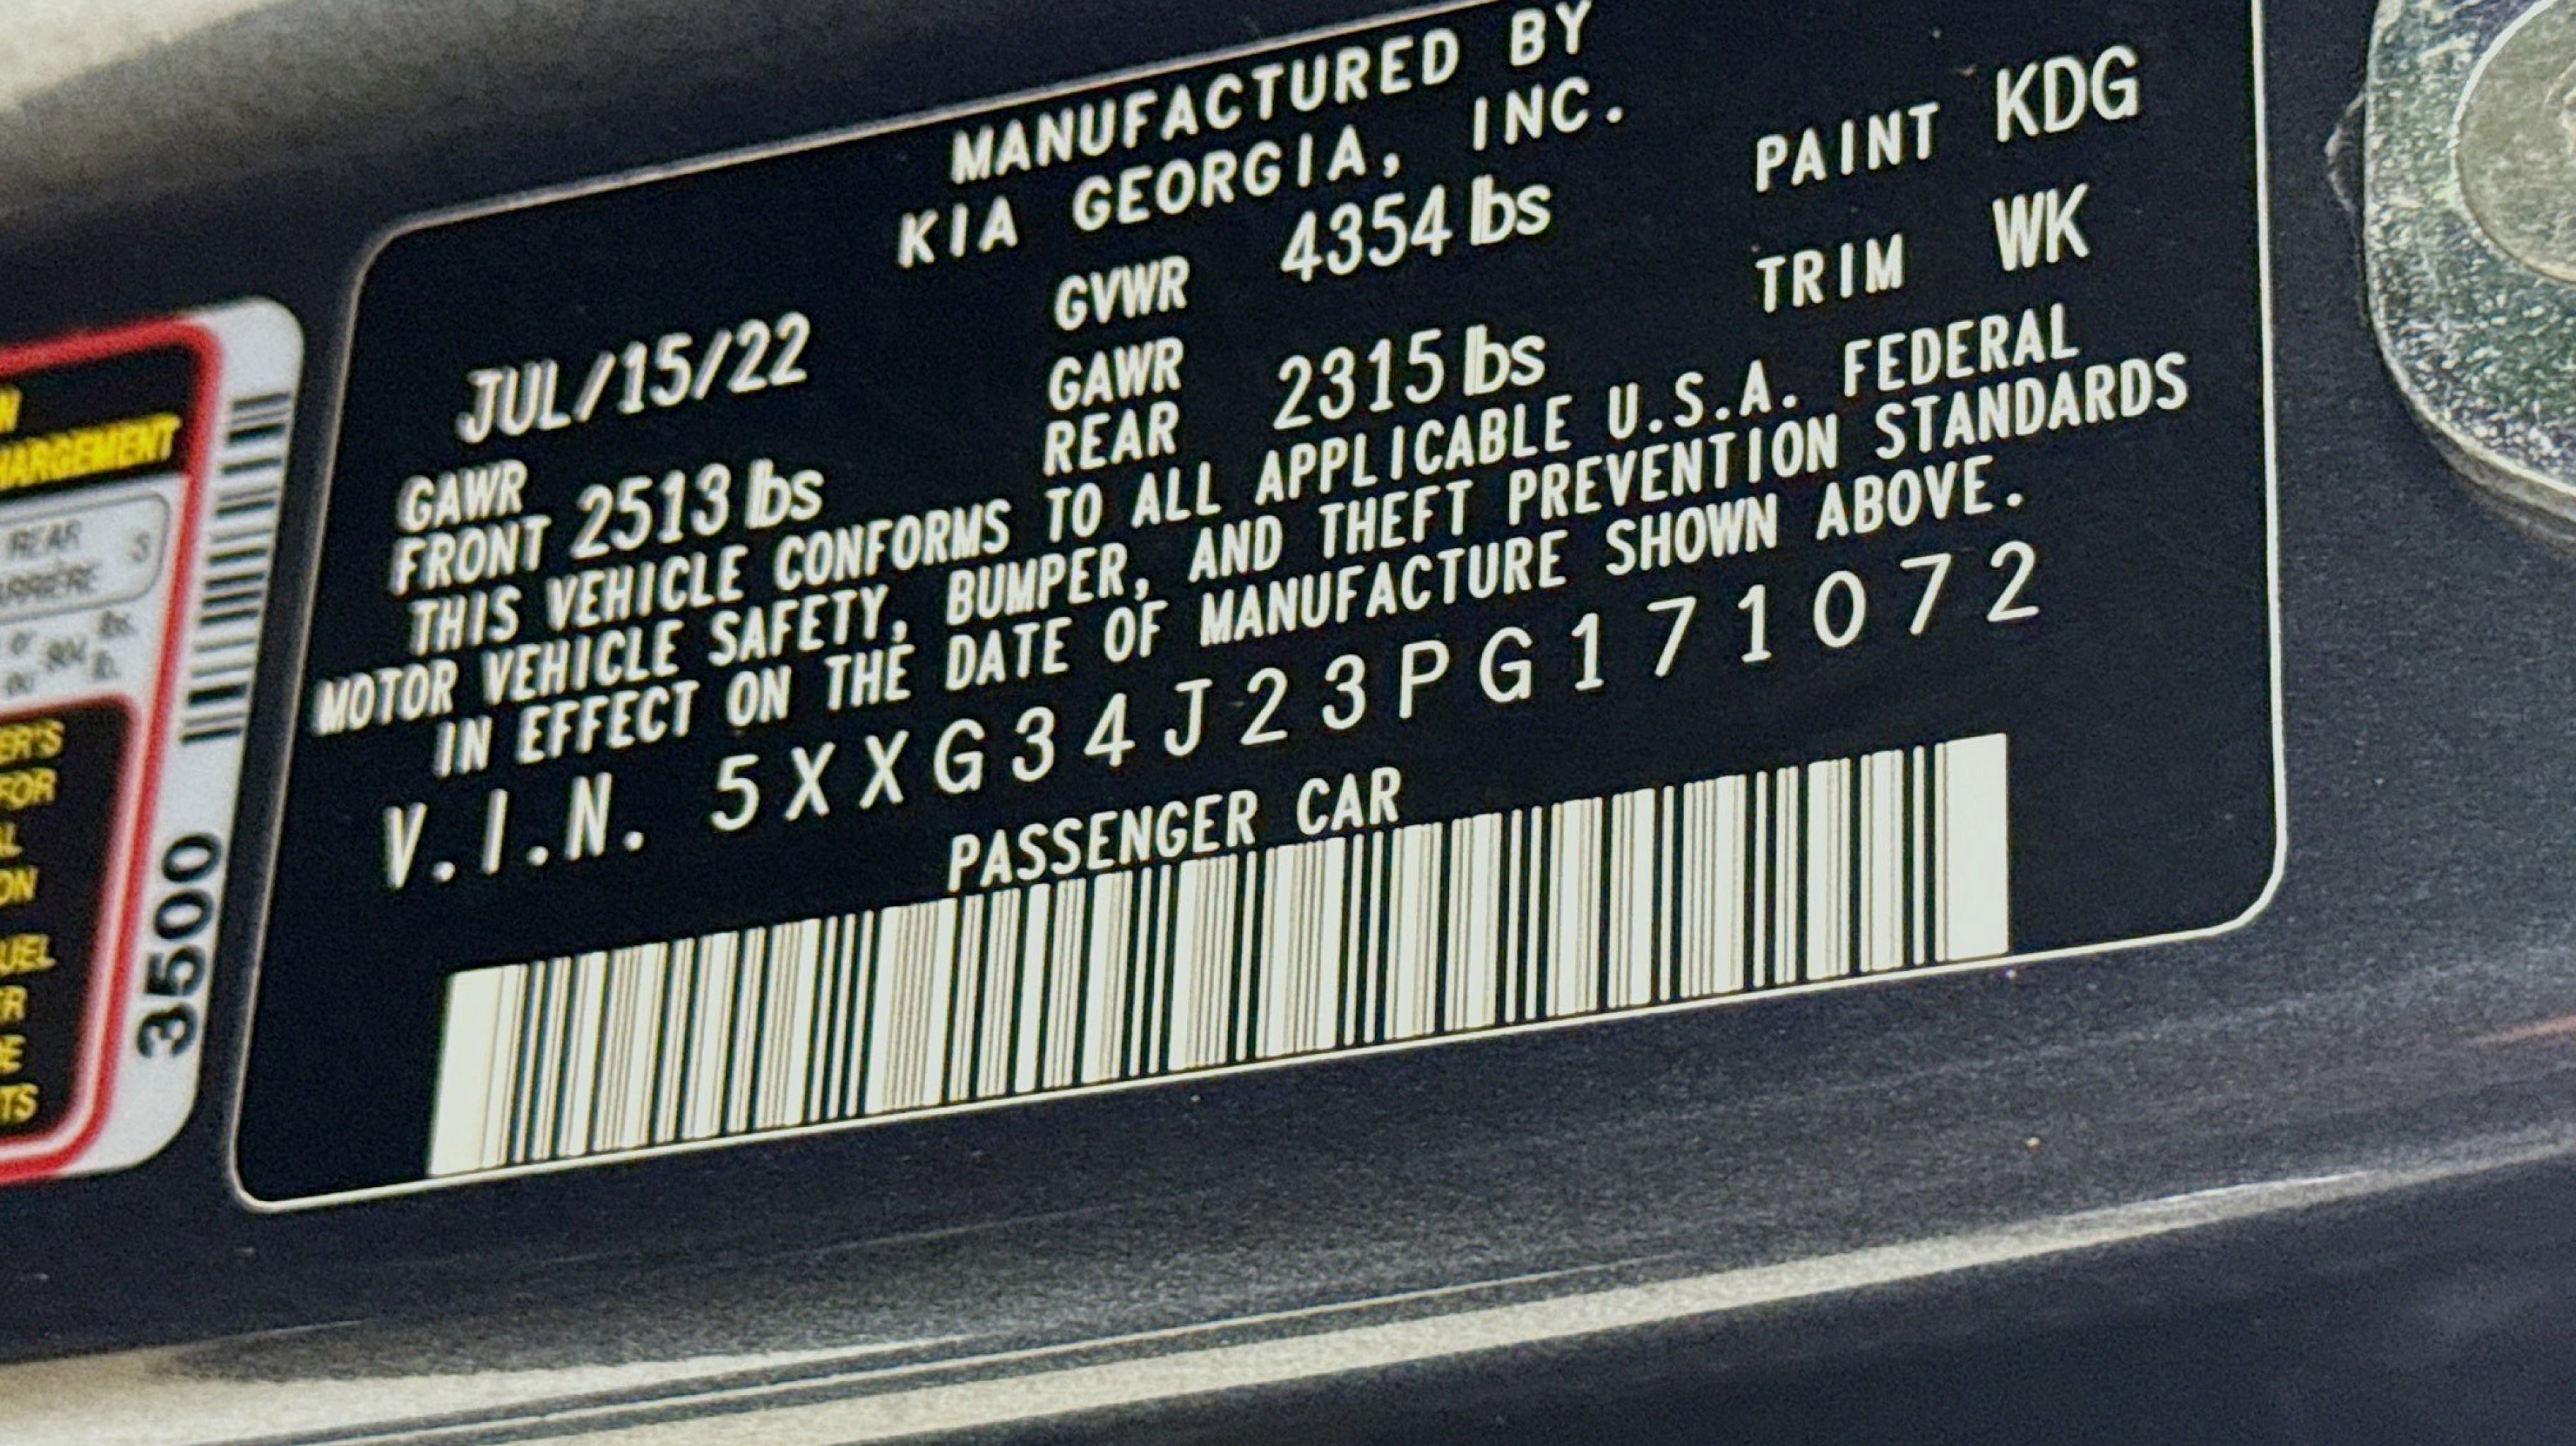 MANUFACTURED BY
KIA GEORGIA, INC.
PAINT KDG
GVWR 4354 lbs
TRIM WK
JUL/15/22
GAWR
REAR 2315 lbs
GAWR
FRONT 2513 lbs
THIS VEHICLE CONFORMS TO ALL APPLICABLE U.S.A. FEDERAL
MOTOR VEHICLE SAFETY, BUMPER, AND THEFT PREVENTION STANDARDS
IN EFFECT ON THE DATE OF MANUFACTURE SHOWN ABOVE.
V.I.N. 5XXG34J23PG171072
PASSENGER CAR
REAR
3500
FOR